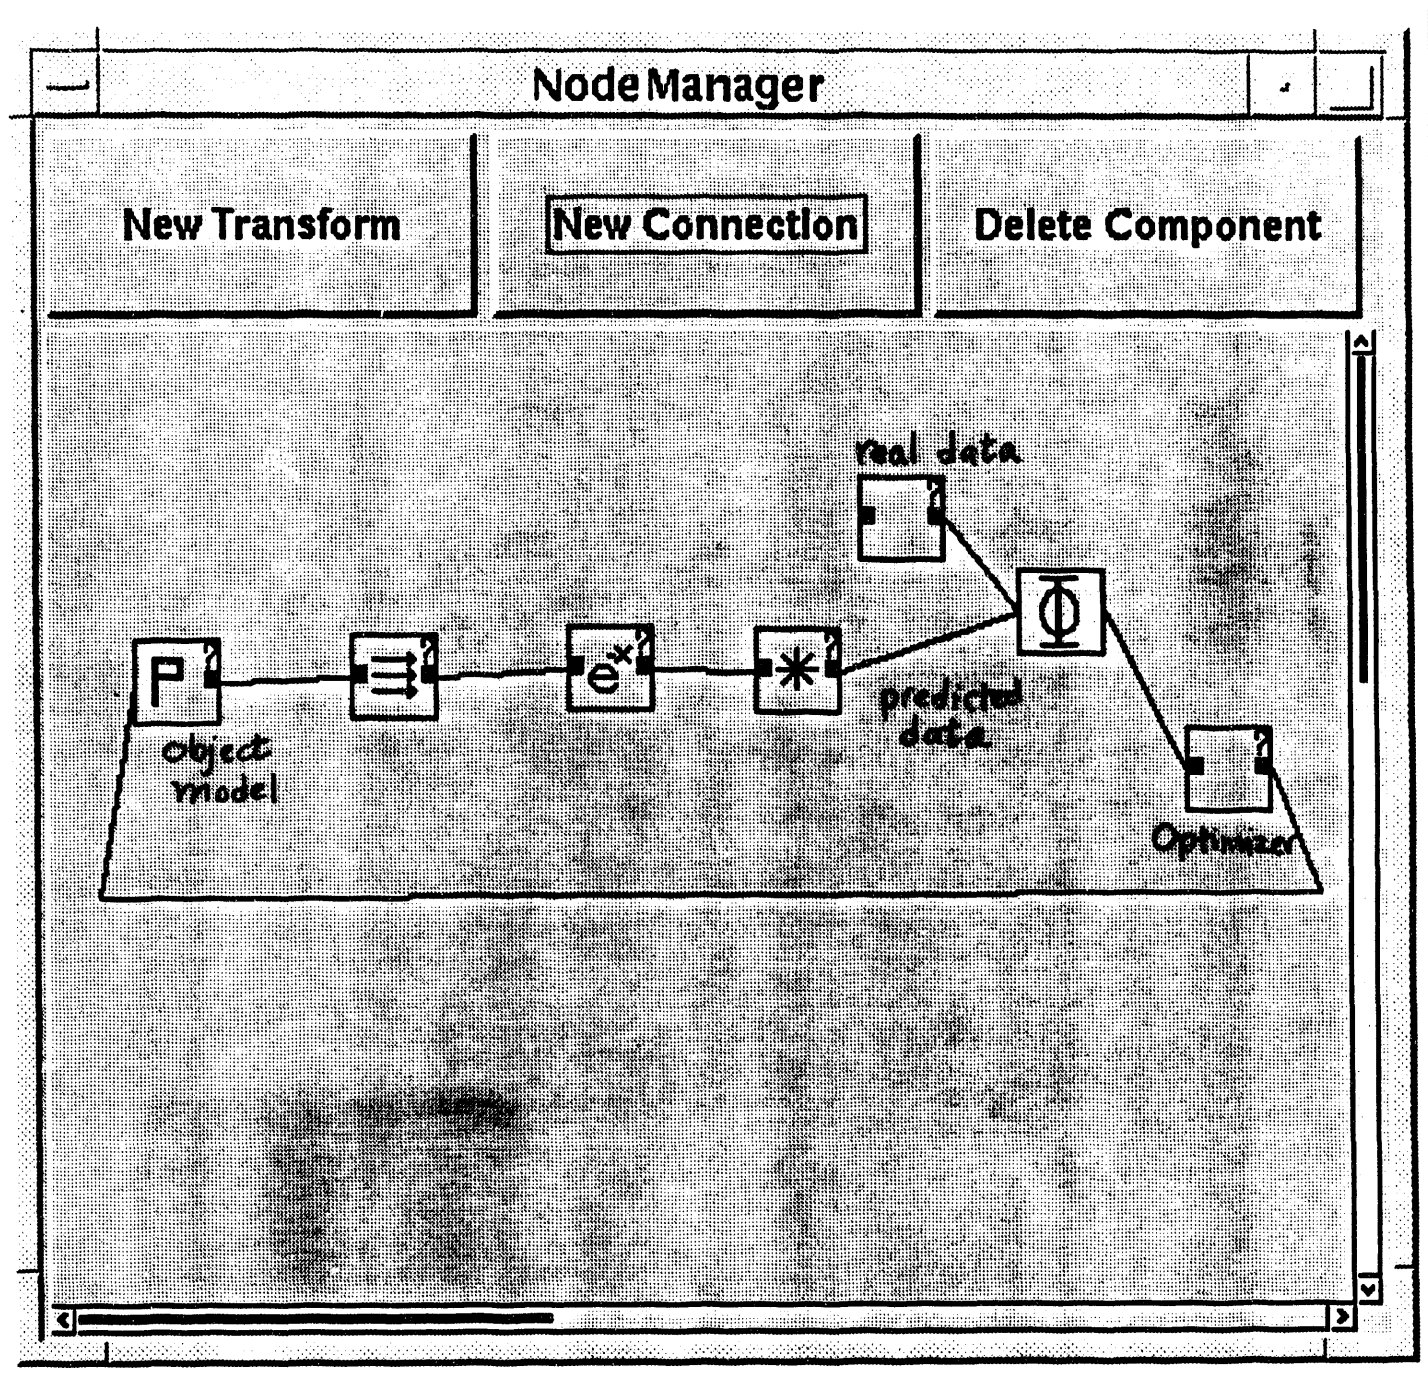 Node Manager
New Transform
New Connection
Delete Component
real data
Φ
P
e^x
*
object
model
predicted
data
Optimizer